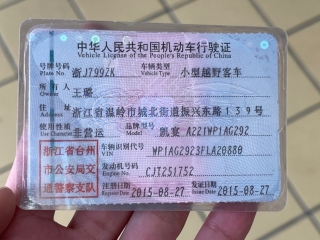 中华人民共和国机动车行驶证
Vehicle License of the People's Republic of China
号牌号码 Plate No. 浙J799ZK 车辆类型 Vehicle Type 小型越野客车
所有人 Owner 王骏
住址 Address 浙江省温岭市城北街道振兴东路139号
使用性质 Use Character 非营运 品牌型号 Model 凯宴 WP1AG292
浙江省台州 车辆识别代号 VIN WP1AG2923FLA20880
市公安局交 发动机号码 Engine No. CJT251752
通警察支队 注册日期 Register Date 2015-08-27 发证日期 Issue Date 2015-08-27